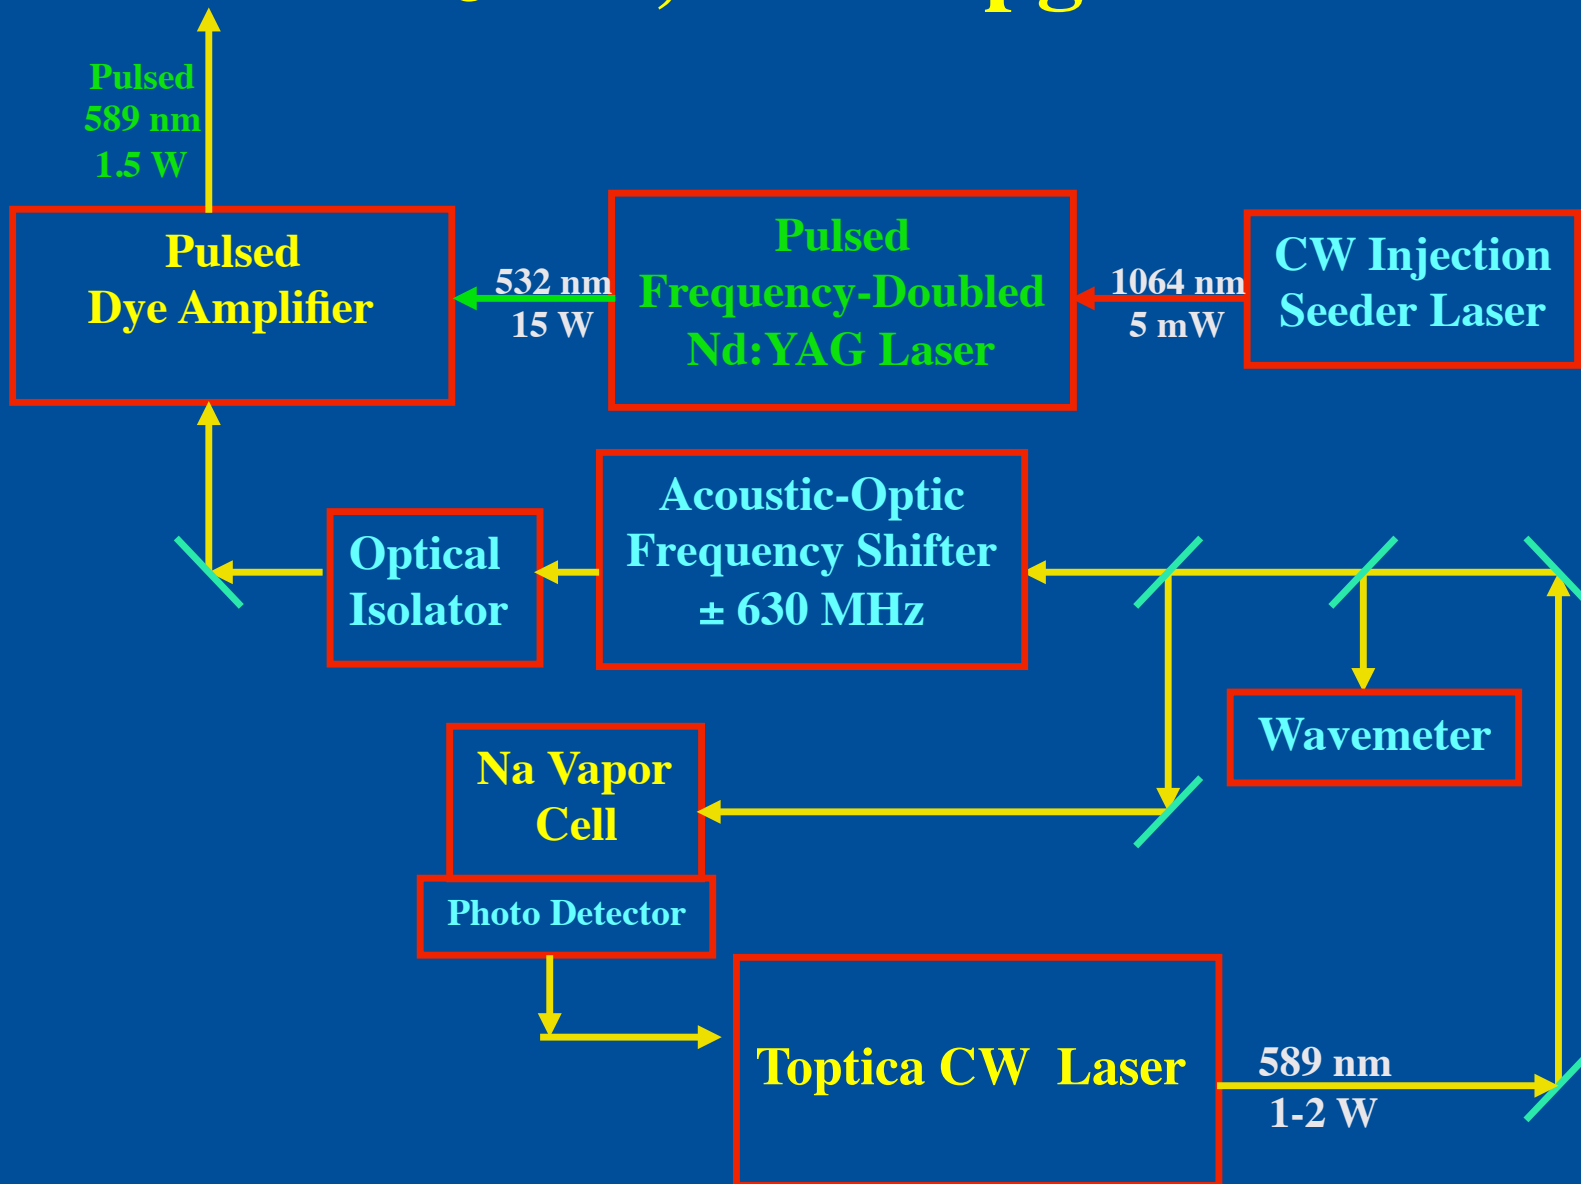 Pulsed
589 nm
1.5 W
Pulsed
Dye Amplifier
532 nm
15 W
Pulsed
Frequency-Doubled
Nd:YAG Laser
1064 nm
5 mW
CW Injection
Seeder Laser
Optical
Isolator
Acoustic-Optic
Frequency Shifter
± 630 MHz
Wavemeter
Na Vapor
Cell
Photo Detector
Toptica CW Laser
589 nm
1-2 W